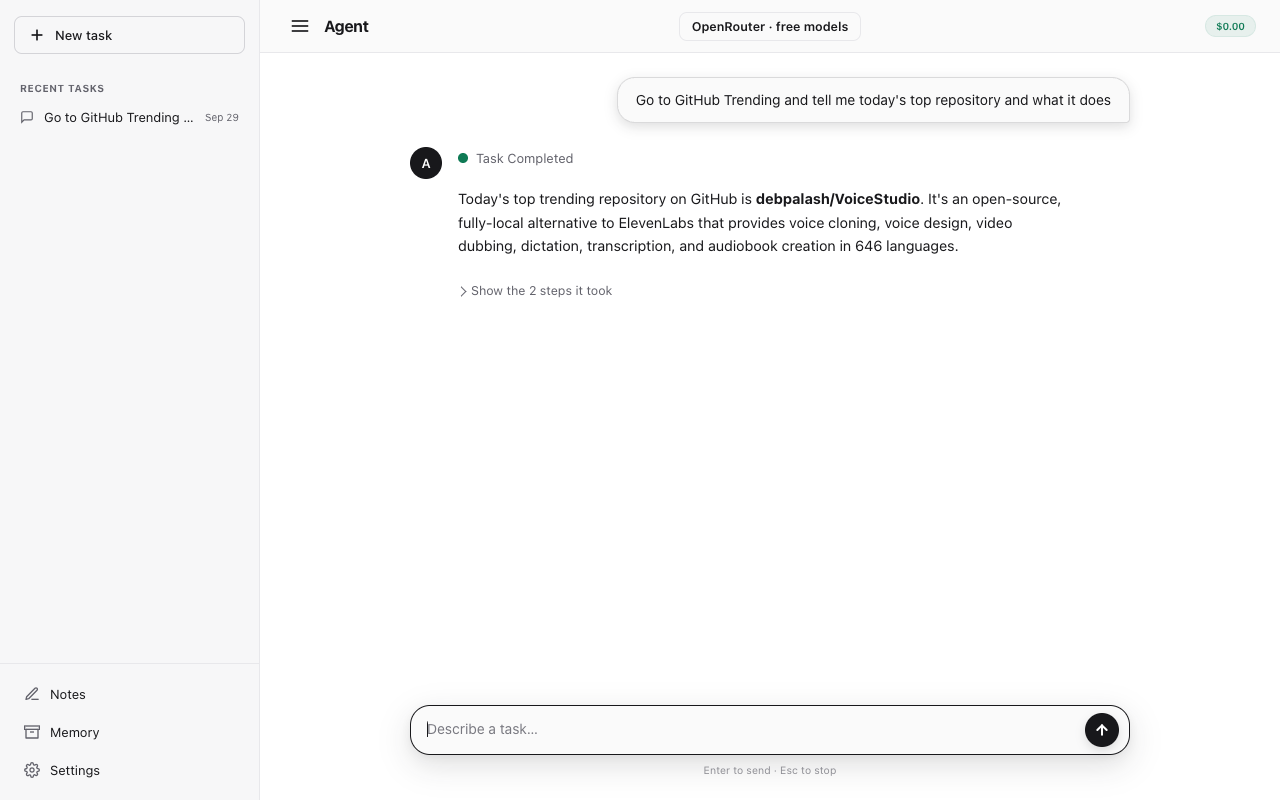 New task
RECENT TASKS
Go to GitHub Trending ... Sep 29
Notes
Memory
Settings
Agent
OpenRouter · free models
$0.00
Go to GitHub Trending and tell me today's top repository and what it does
A
Task Completed
Today's top trending repository on GitHub is debpalash/VoiceStudio. It's an open-source,
fully-local alternative to ElevenLabs that provides voice cloning, voice design, video
dubbing, dictation, transcription, and audiobook creation in 646 languages.
Show the 2 steps it took
Describe a task...
Enter to send · Esc to stop